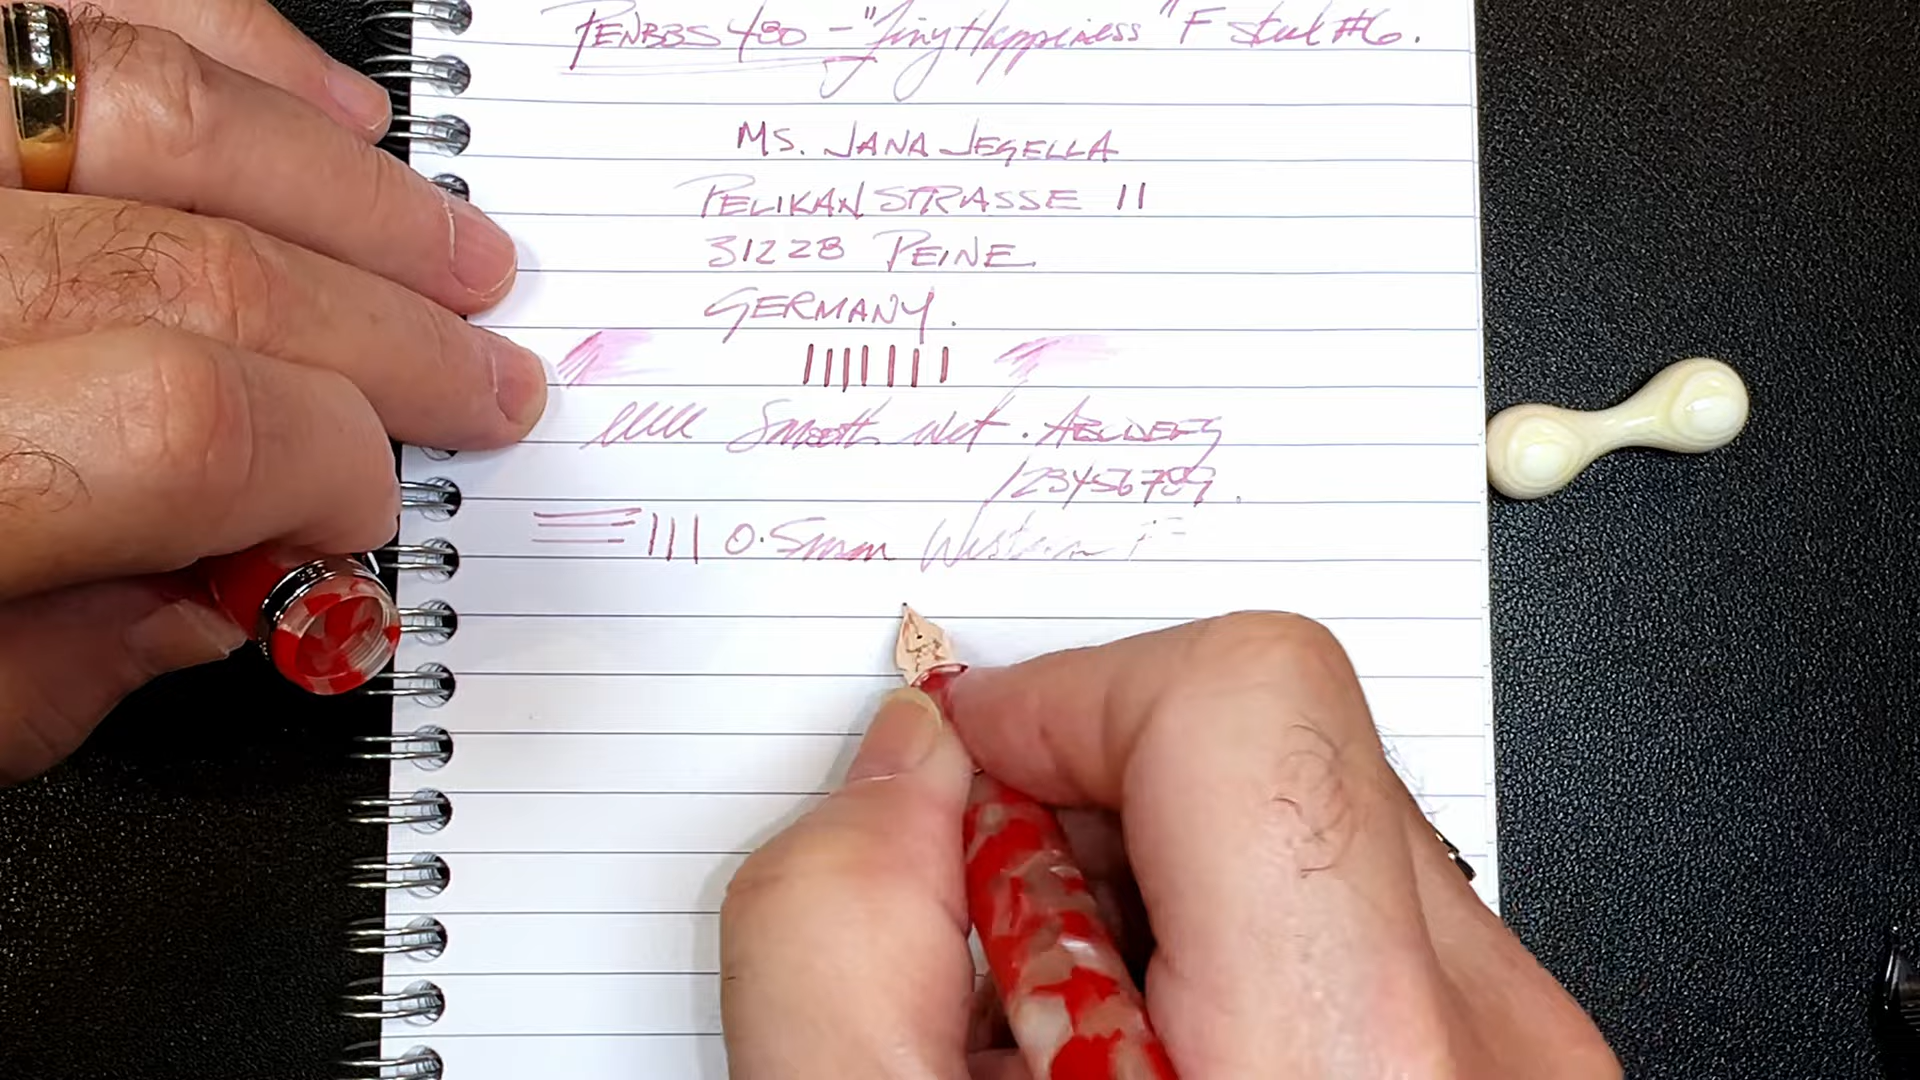 PENBBS 480 - "Tiny Happiness" F steel #6.
MS. JANA JESELLA
PELIKANSTRASSE 11
31228 PEINE.
GERMANY.
Smooth wet. ABCDEFG
123456789.
0.5mm Western F